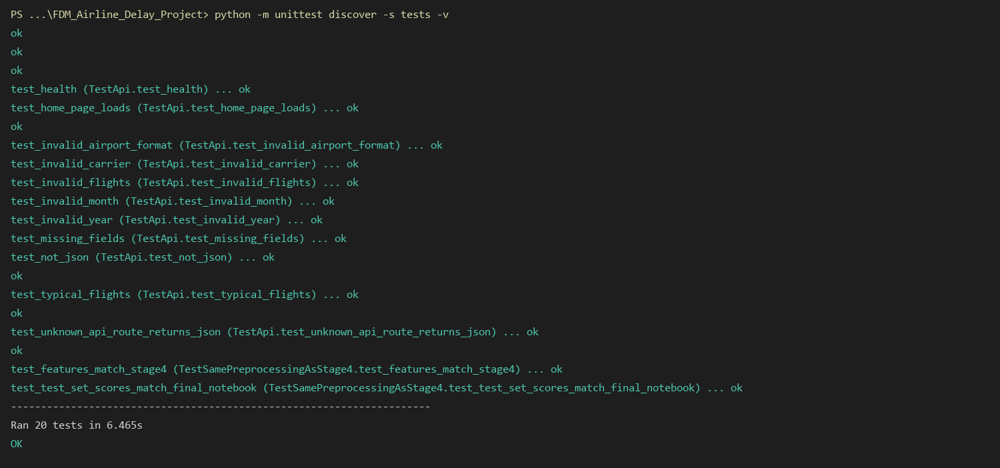 PS ...\FDM_Airline_Delay_Project> python -m unittest discover -s tests -v
ok
ok
ok
test_health (TestApi.test_health) ... ok
test_home_page_loads (TestApi.test_home_page_loads) ... ok
ok
test_invalid_airport_format (TestApi.test_invalid_airport_format) ... ok
test_invalid_carrier (TestApi.test_invalid_carrier) ... ok
test_invalid_flights (TestApi.test_invalid_flights) ... ok
test_invalid_month (TestApi.test_invalid_month) ... ok
test_invalid_year (TestApi.test_invalid_year) ... ok
test_missing_fields (TestApi.test_missing_fields) ... ok
test_not_json (TestApi.test_not_json) ... ok
ok
test_typical_flights (TestApi.test_typical_flights) ... ok
ok
test_unknown_api_route_returns_json (TestApi.test_unknown_api_route_returns_json) ... ok
ok
test_features_match_stage4 (TestSamePreprocessingAsStage4.test_features_match_stage4) ... ok
test_test_set_scores_match_final_notebook (TestSamePreprocessingAsStage4.test_test_set_scores_match_final_notebook) ... ok
----------------------------------------------------------------------
Ran 20 tests in 6.465s
OK